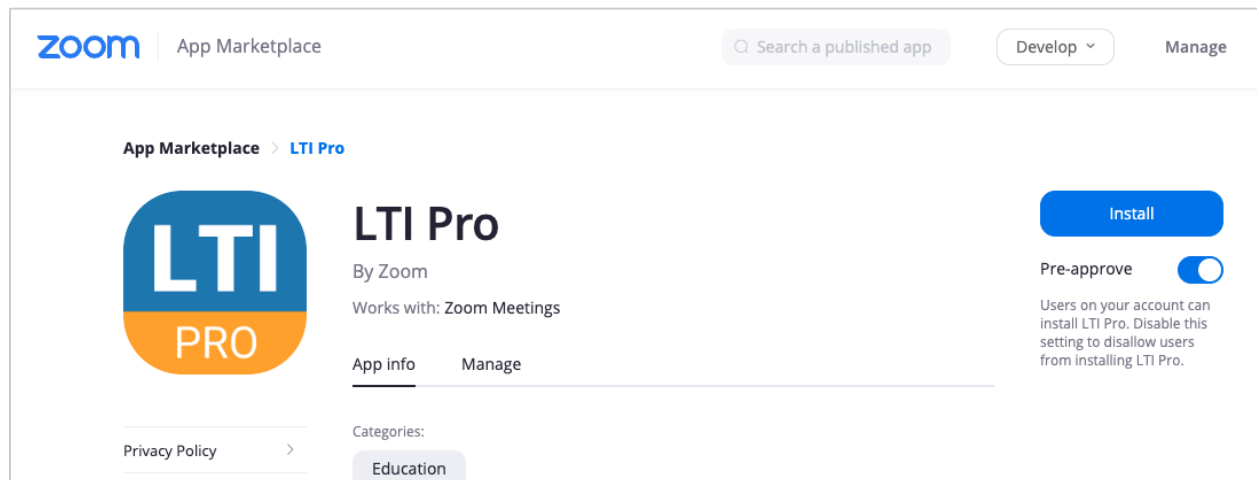 zoom App Marketplace Search a published app Develop Manage
App Marketplace > LTI Pro
LTI
PRO
LTI Pro
By Zoom
Works with: Zoom Meetings
App info Manage
Install
Pre-approve
Users on your account can
install LTI Pro. Disable this
setting to disallow users
from installing LTI Pro.
Privacy Policy >
Categories:
Education